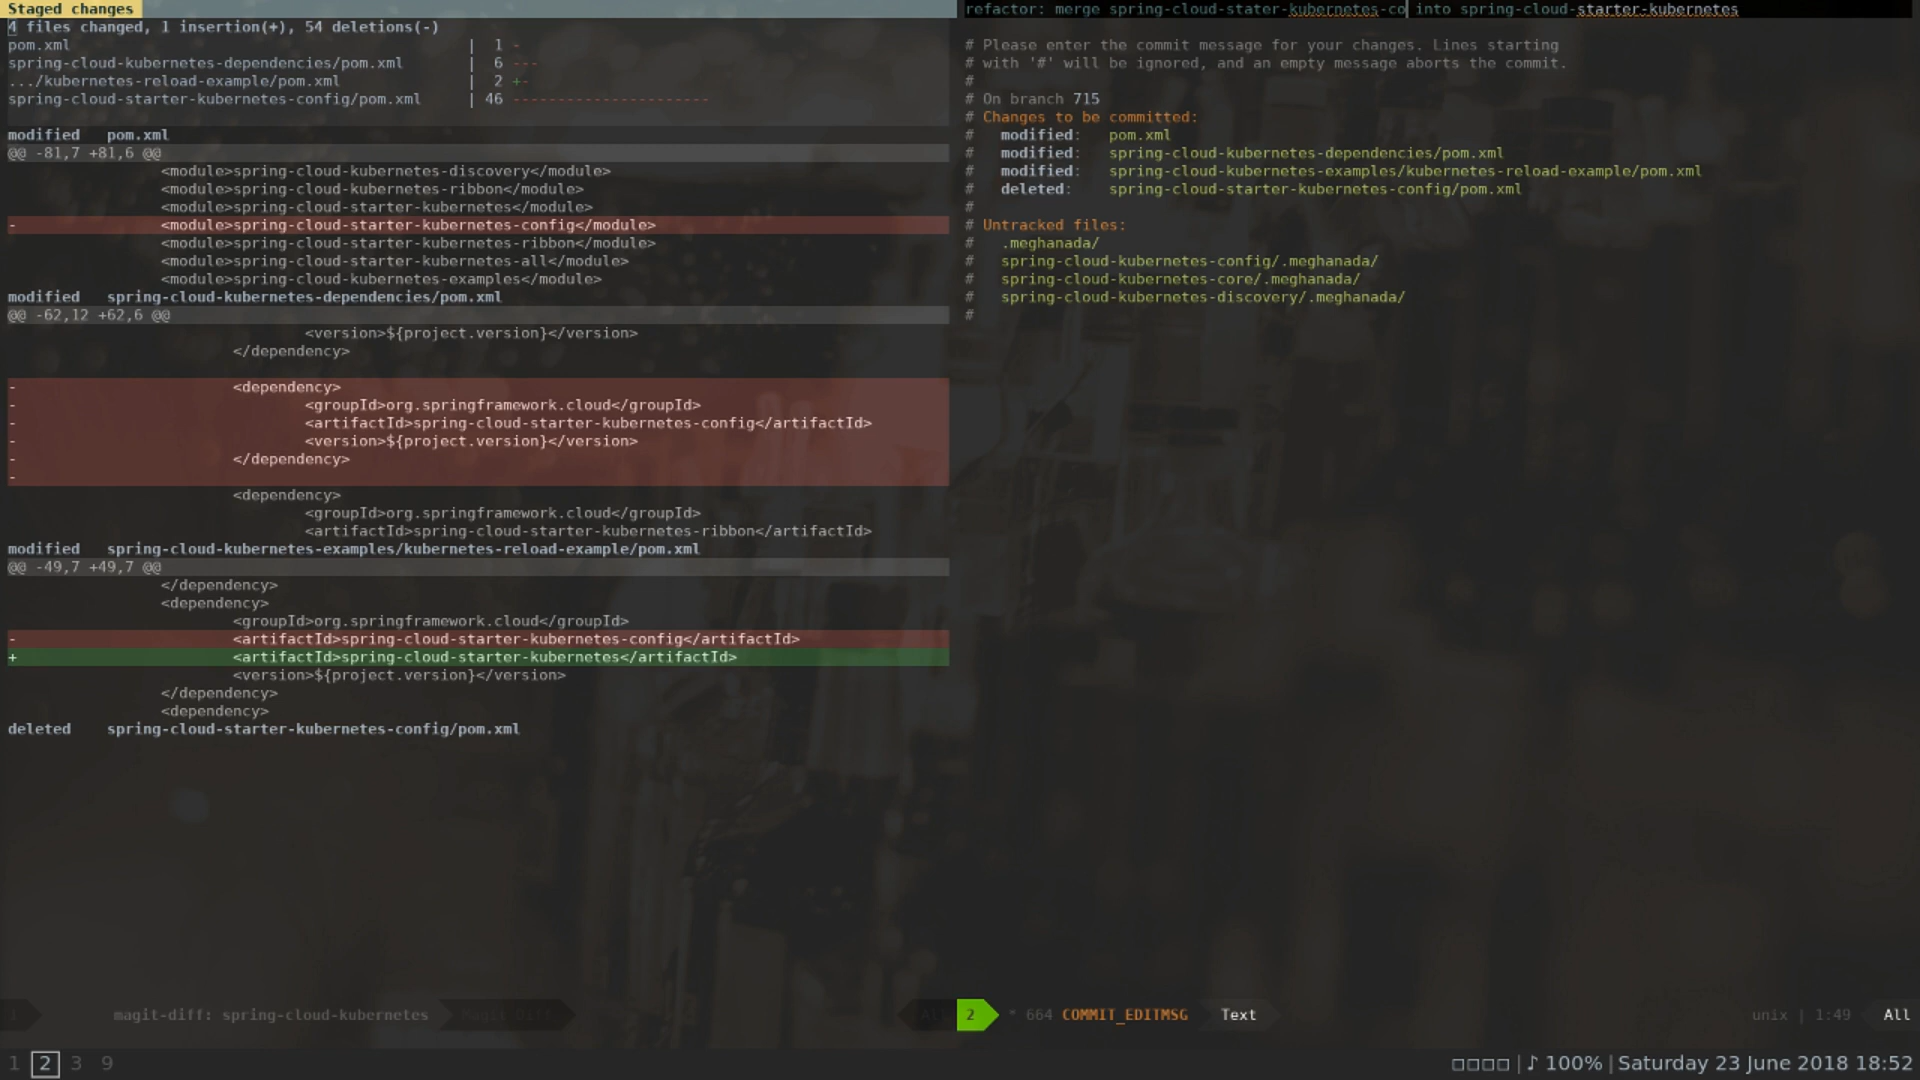 Staged changes
4 files changed, 1 insertion(+), 54 deletions(-)
pom.xml | 1 -
spring-cloud-kubernetes-dependencies/pom.xml | 6 ---
.../kubernetes-reload-example/pom.xml | 2 +-
spring-cloud-starter-kubernetes-config/pom.xml | 46 ----------------------
modified pom.xml
@@ -81,7 +81,6 @@
<module>spring-cloud-kubernetes-discovery</module>
<module>spring-cloud-kubernetes-ribbon</module>
<module>spring-cloud-starter-kubernetes</module>
- <module>spring-cloud-starter-kubernetes-config</module>
<module>spring-cloud-starter-kubernetes-ribbon</module>
<module>spring-cloud-starter-kubernetes-all</module>
<module>spring-cloud-kubernetes-examples</module>
modified spring-cloud-kubernetes-dependencies/pom.xml
@@ -62,12 +62,6 @@
<version>${project.version}</version>
</dependency>
- <dependency>
- <groupId>org.springframework.cloud</groupId>
- <artifactId>spring-cloud-starter-kubernetes-config</artifactId>
- <version>${project.version}</version>
- </dependency>
-
<dependency>
<groupId>org.springframework.cloud</groupId>
<artifactId>spring-cloud-starter-kubernetes-ribbon</artifactId>
modified spring-cloud-kubernetes-examples/kubernetes-reload-example/pom.xml
@@ -49,7 +49,7 @@
</dependency>
<dependency>
<groupId>org.springframework.cloud</groupId>
- <artifactId>spring-cloud-starter-kubernetes-config</artifactId>
+ <artifactId>spring-cloud-starter-kubernetes</artifactId>
<version>${project.version}</version>
</dependency>
<dependency>
deleted spring-cloud-starter-kubernetes-config/pom.xml
magit-diff: spring-cloud-kubernetes
refactor: merge spring-cloud-stater-kubernetes-co into spring-cloud-starter-kubernetes
# Please enter the commit message for your changes. Lines starting
# with '#' will be ignored, and an empty message aborts the commit.
#
# On branch 715
# Changes to be committed:
# modified: pom.xml
# modified: spring-cloud-kubernetes-dependencies/pom.xml
# modified: spring-cloud-kubernetes-examples/kubernetes-reload-example/pom.xml
# deleted: spring-cloud-starter-kubernetes-config/pom.xml
#
# Untracked files:
# .meghanada/
# spring-cloud-kubernetes-config/.meghanada/
# spring-cloud-kubernetes-core/.meghanada/
# spring-cloud-kubernetes-discovery/.meghanada/
#
2 * 664 COMMIT_EDITMSG Text unix | 1:49 All
1 2 3 9
| ♪ 100% | Saturday 23 June 2018 18:52